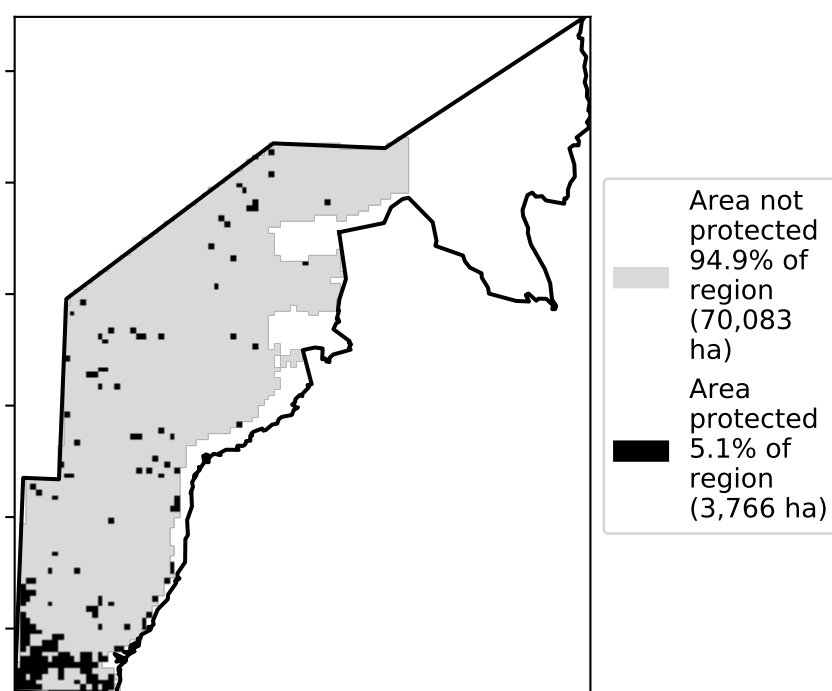 Area not
protected
94.9% of
region
(70,083
ha)
Area
protected
5.1% of
region
(3,766 ha)